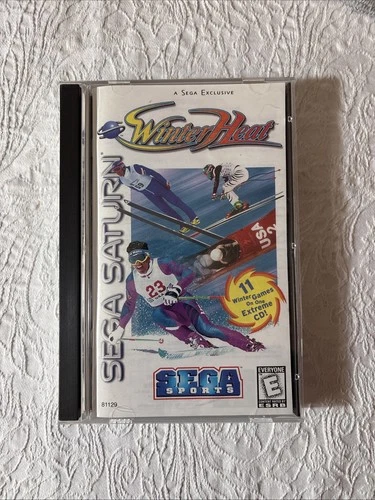 A SEGA EXCLUSIVE
Winter Heat
SEGA SATURN
USA
2
23
11
Winter Games
On One
Extreme
CD!
SEGA
SPORTS
81129
EVERYONE
E
ESRB